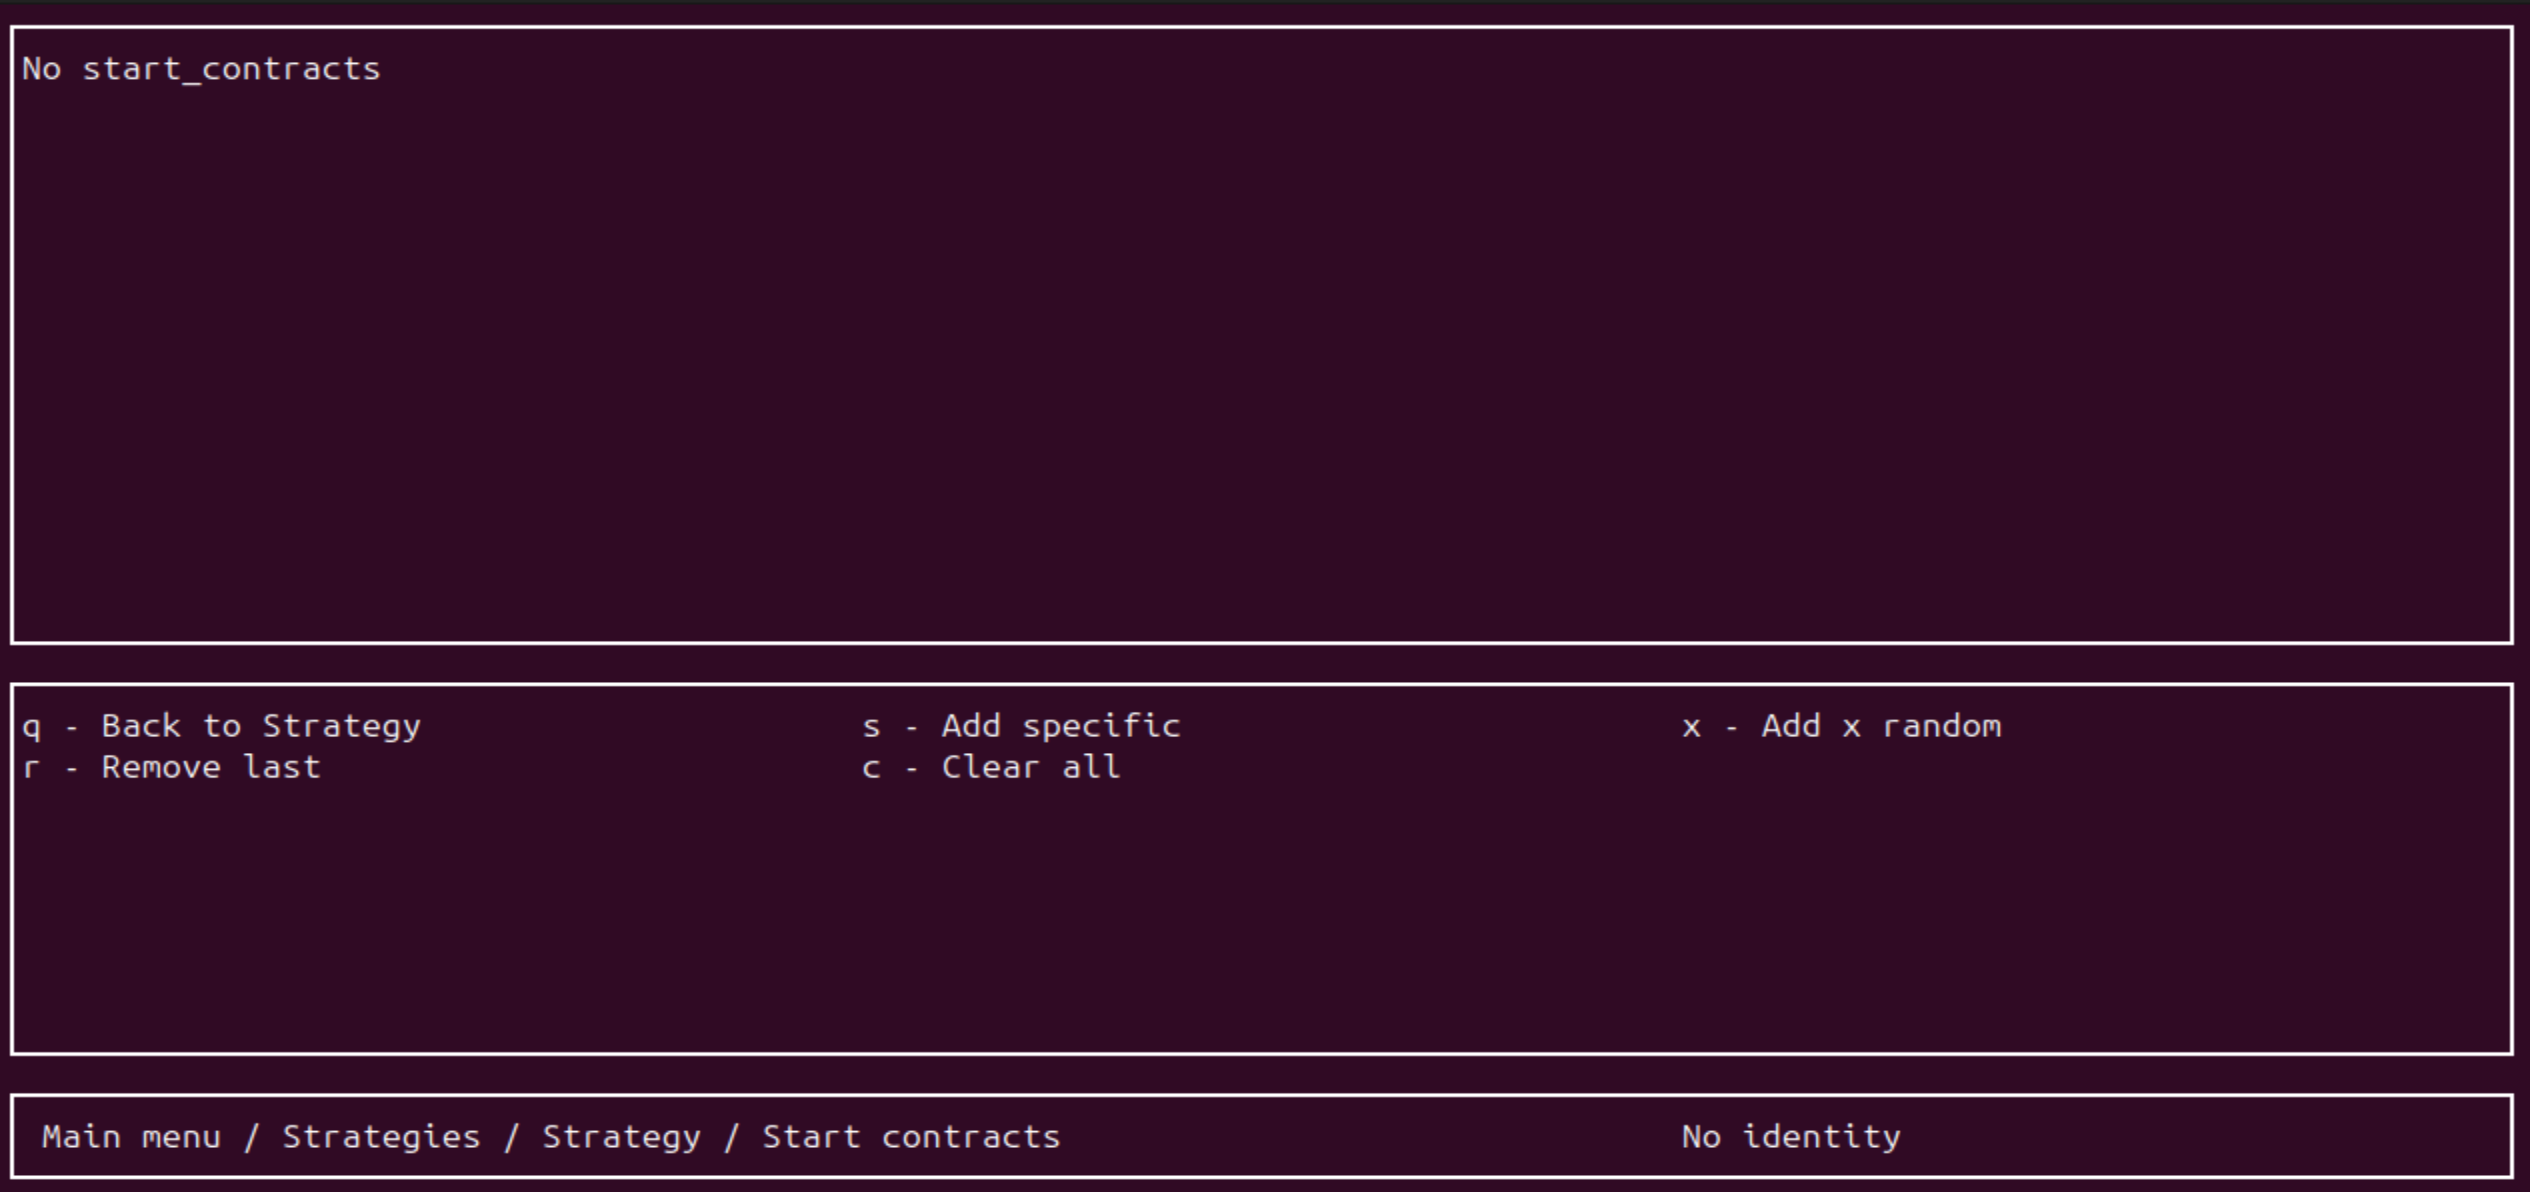 No start_contracts
q - Back to Strategy s - Add specific x - Add x random
r - Remove last c - Clear all
Main menu / Strategies / Strategy / Start contracts No identity